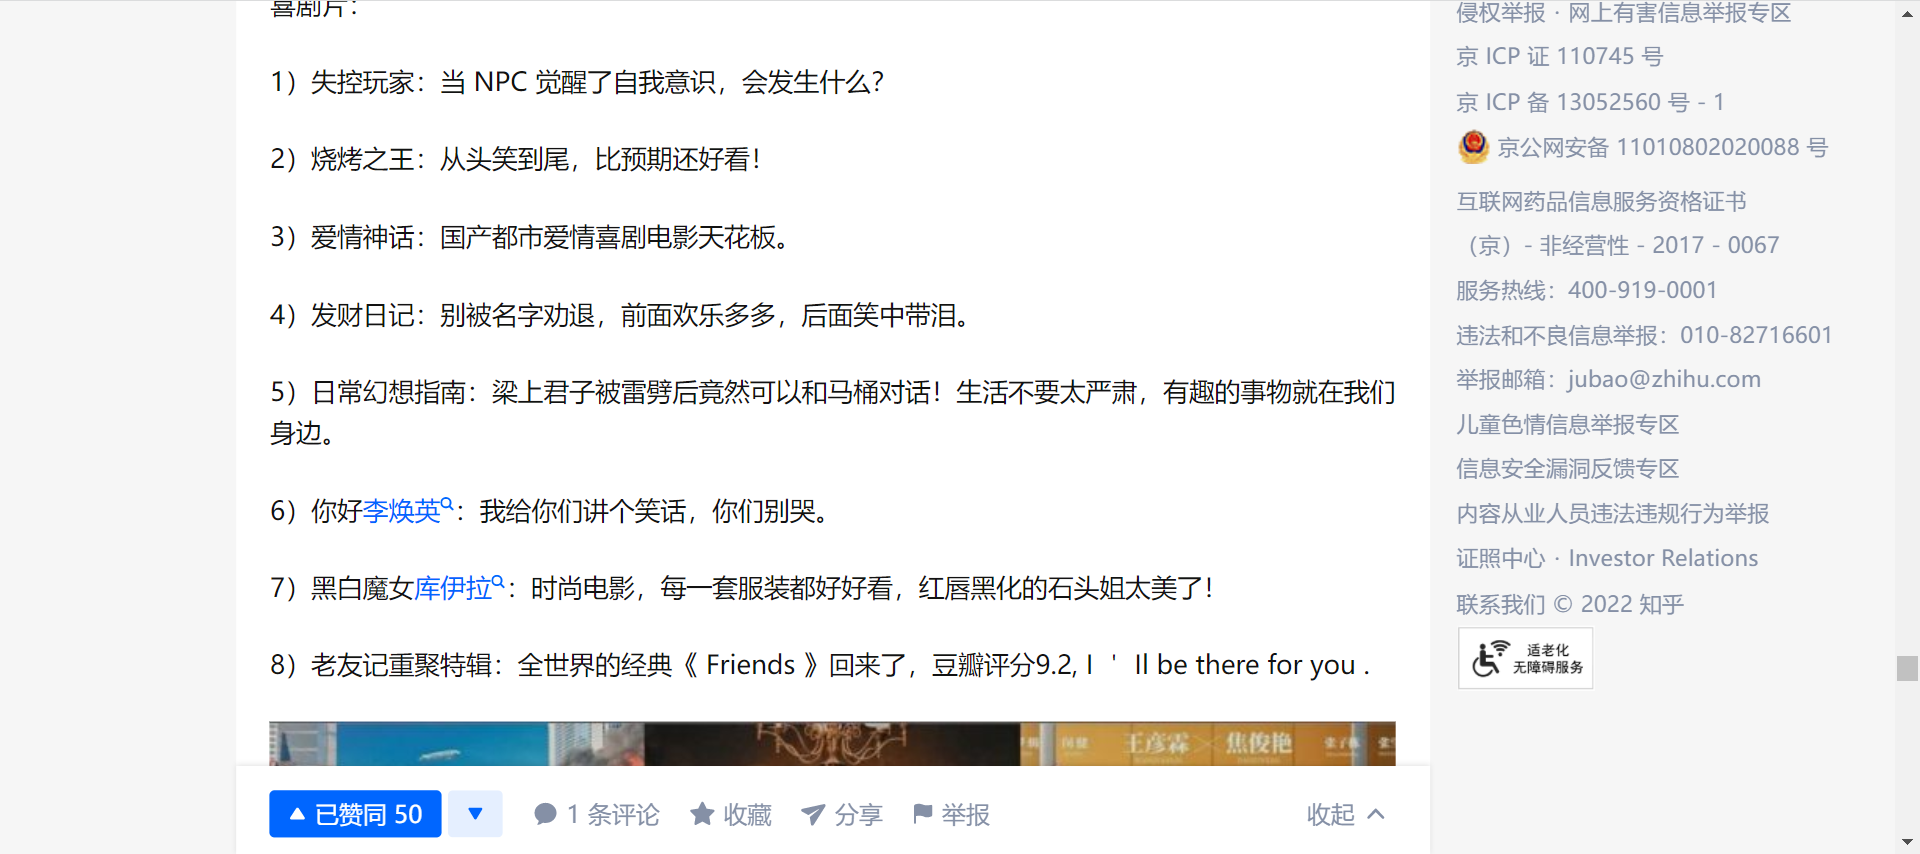 喜剧片：
1）失控玩家：当 NPC 觉醒了自我意识，会发生什么？
2）烧烤之王：从头笑到尾，比预期还好看！
3）爱情神话：国产都市爱情喜剧电影天花板。
4）发财日记：别被名字劝退，前面欢乐多多，后面笑中带泪。
5）日常幻想指南：梁上君子被雷劈后竟然可以和马桶对话！生活不要太严肃，有趣的事物就在我们
身边。
6）你好李焕英：我给你们讲个笑话，你们别哭。
7）黑白魔女库伊拉：时尚电影，每一套服装都好好看，红唇黑化的石头姐太美了！
8）老友记重聚特辑：全世界的经典《 Friends 》回来了，豆瓣评分9.2, I ＇ ll be there for you .
王彦霖 焦俊艳
已赞同 50
1 条评论
收藏
分享
举报
收起
侵权举报 · 网上有害信息举报专区
京 ICP 证 110745 号
京 ICP 备 13052560 号 - 1
京公网安备 11010802020088 号
互联网药品信息服务资格证书
（京）- 非经营性 - 2017 - 0067
服务热线：400-919-0001
违法和不良信息举报：010-82716601
举报邮箱：jubao@zhihu.com
儿童色情信息举报专区
信息安全漏洞反馈专区
内容从业人员违法违规行为举报
证照中心 · Investor Relations
联系我们 © 2022 知乎
适老化
无障碍服务